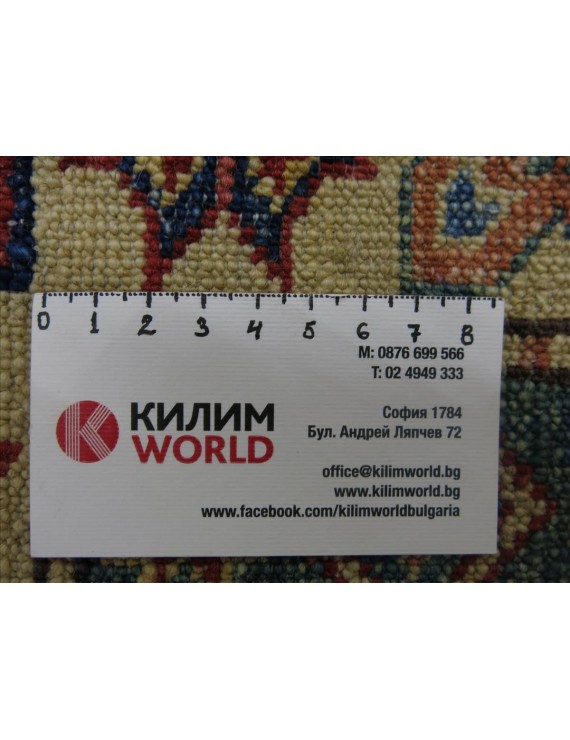 0 1 2 3 4 5 6 7 8
M: 0876 699 566
T: 02 4949 333
КИЛИМ
WORLD
София 1784
Бул. Андрей Ляпчев 72
office@kilimworld.bg
www.kilimworld.bg
www.facebook.com/kilimworldbulgaria